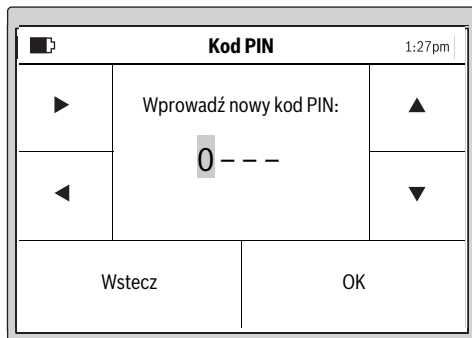 Kod PIN
1:27pm
Wprowadź nowy kod PIN:
0 – – –
Wstecz
OK